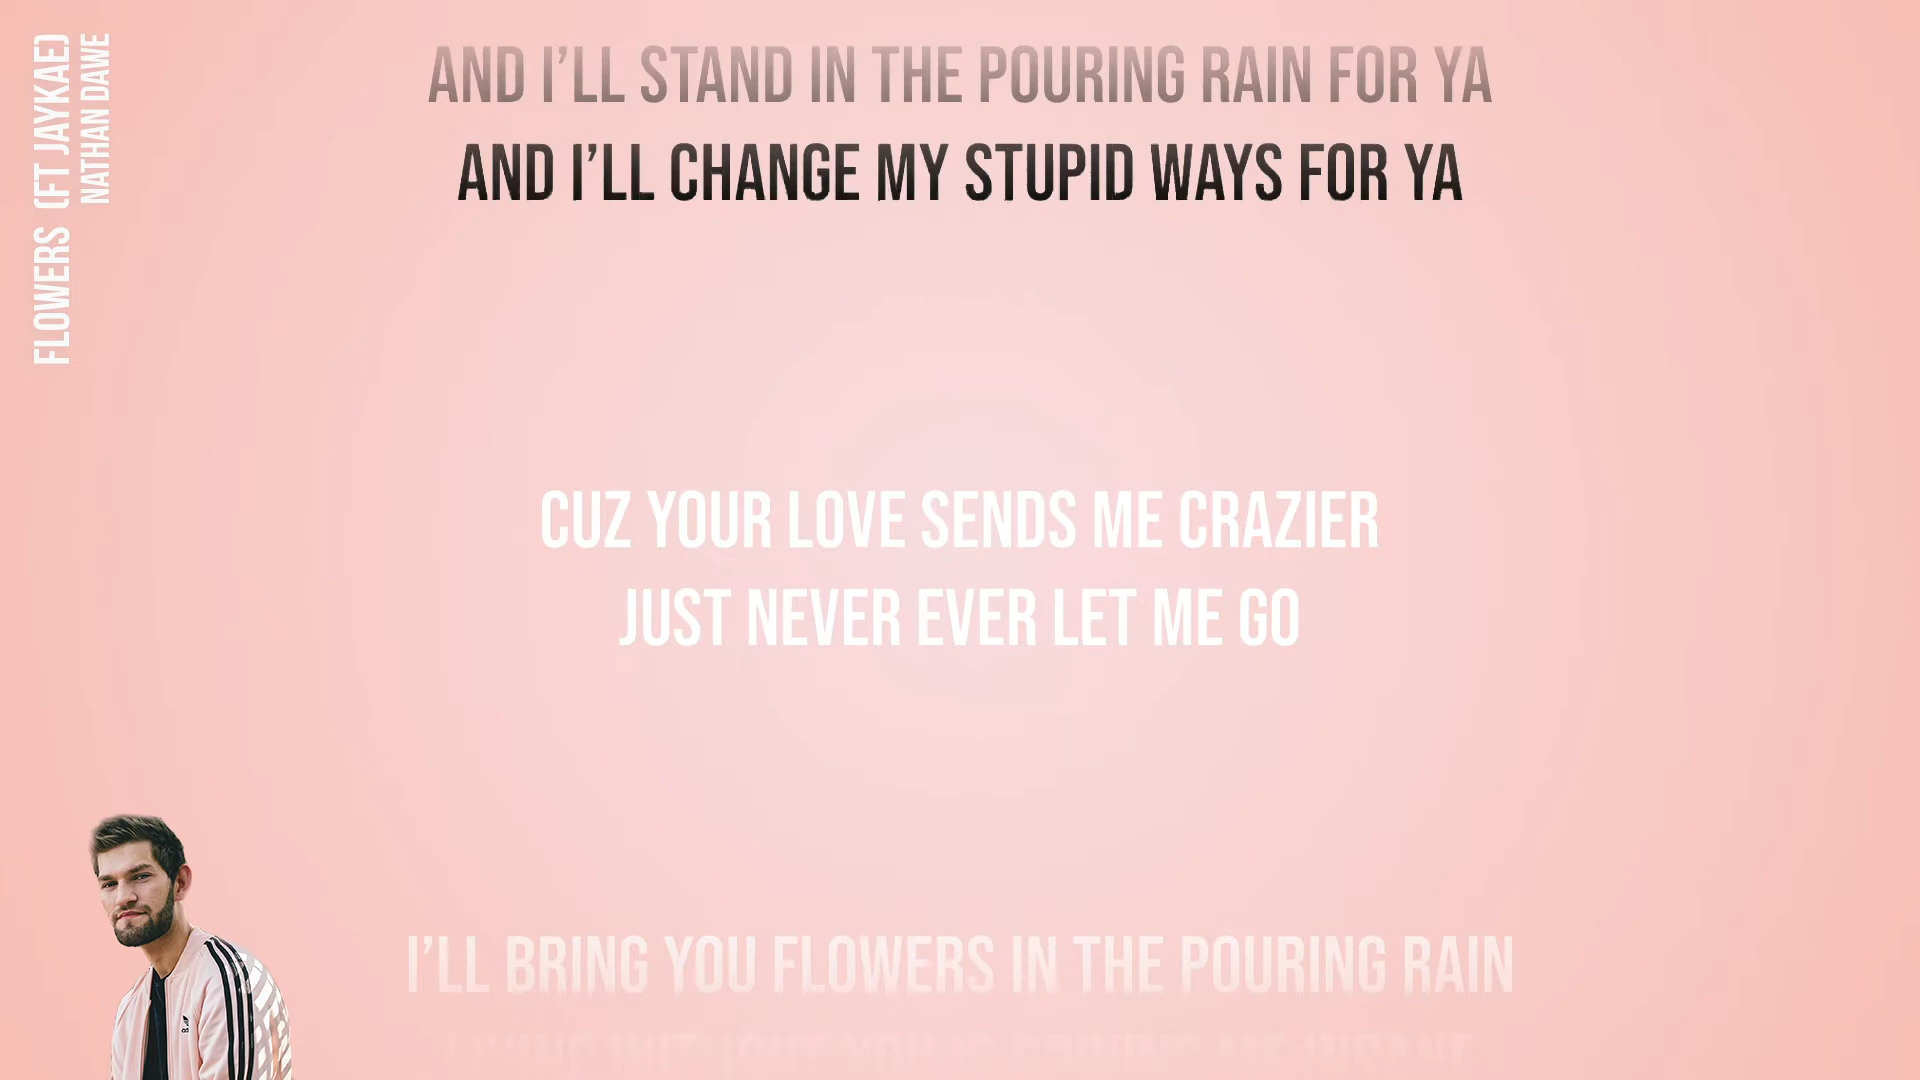 FLOWERS (FT JAYKAE)
NATHAN DAWE
AND I’LL STAND IN THE POURING RAIN FOR YA
AND I’LL CHANGE MY STUPID WAYS FOR YA
CUZ YOUR LOVE SENDS ME CRAZIER
JUST NEVER EVER LET ME GO
I’LL BRING YOU FLOWERS IN THE POURING RAIN